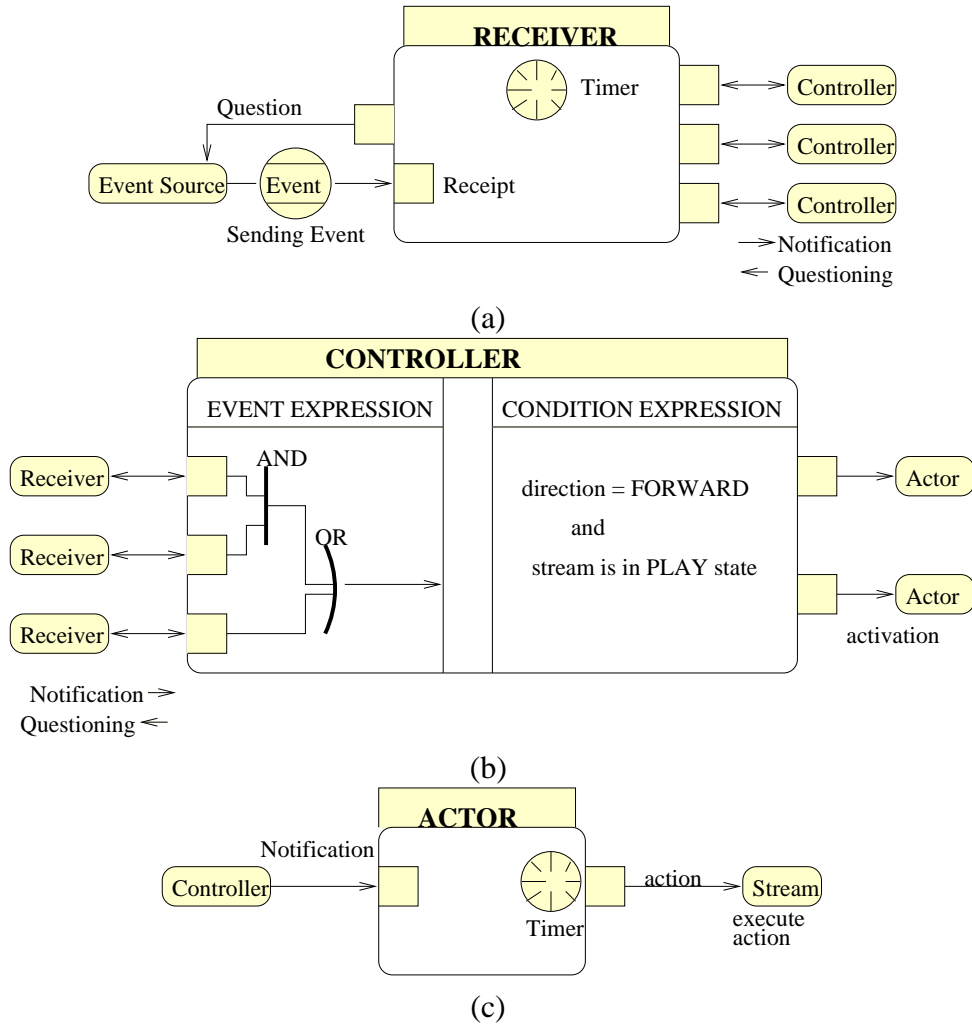 RECEIVER
Timer
Question
Controller
Controller
Controller
Event Source
Event
Receipt
Sending Event
Notification
Questioning
(a)
CONTROLLER
EVENT EXPRESSION
CONDITION EXPRESSION
AND
Receiver
direction = FORWARD
Actor
and
OR
Receiver
stream is in PLAY state
Actor
Receiver
activation
Notification
Questioning
(b)
ACTOR
Notification
Controller
action
Stream
Timer
execute
action
(c)